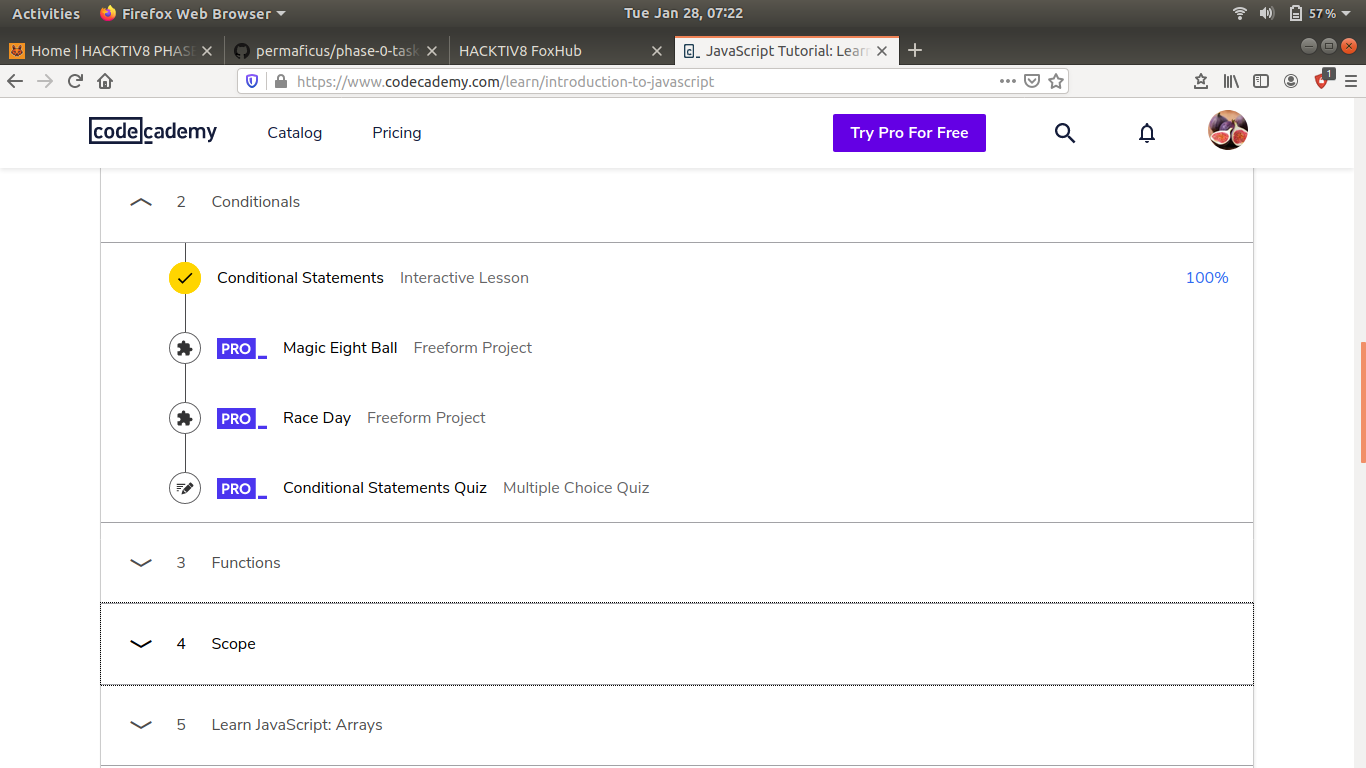 Activities Firefox Web Browser Tue Jan 28, 07:22 57%
Home | HACKTIV8 PHAS permaficus/phase-0-task HACKTIV8 FoxHub JavaScript Tutorial: Lear
https://www.codecademy.com/learn/introduction-to-javascript 1
codecademy Catalog Pricing Try Pro For Free
2 Conditionals
Conditional Statements Interactive Lesson 100%
PRO Magic Eight Ball Freeform Project
PRO Race Day Freeform Project
PRO Conditional Statements Quiz Multiple Choice Quiz
3 Functions
4 Scope
5 Learn JavaScript: Arrays